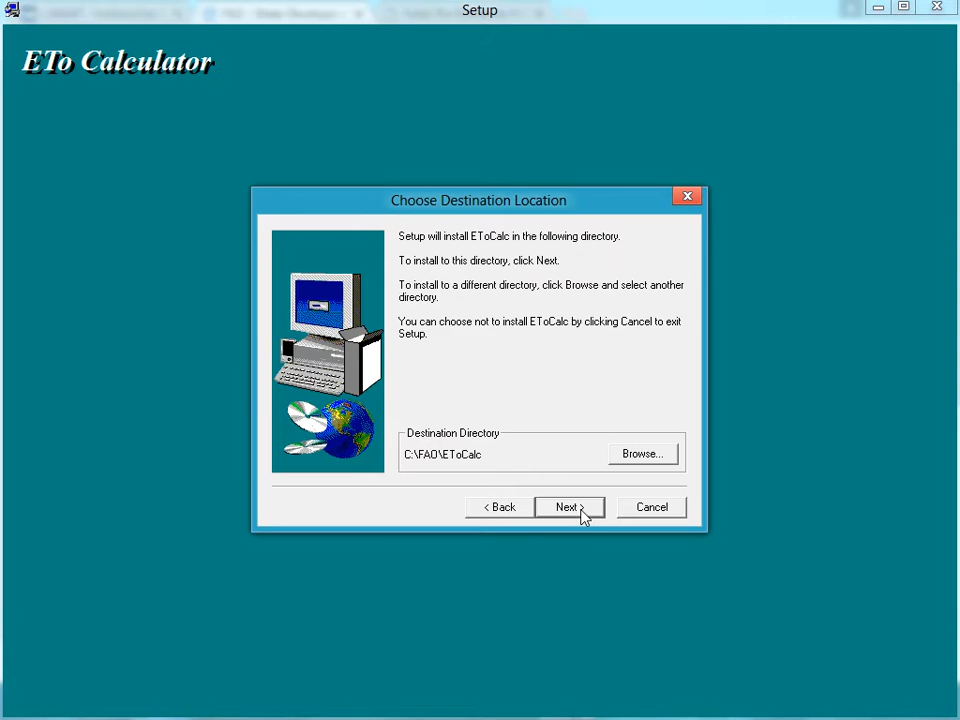 Setup
ETo Calculator
Choose Destination Location
Setup will install EToCalc in the following directory.
To install to this directory, click Next.
To install to a different directory, click Browse and select another
directory.
You can choose not to install EToCalc by clicking Cancel to exit
Setup.
Destination Directory
C:\FAO\EToCalc
Browse...
< Back
Next >
Cancel